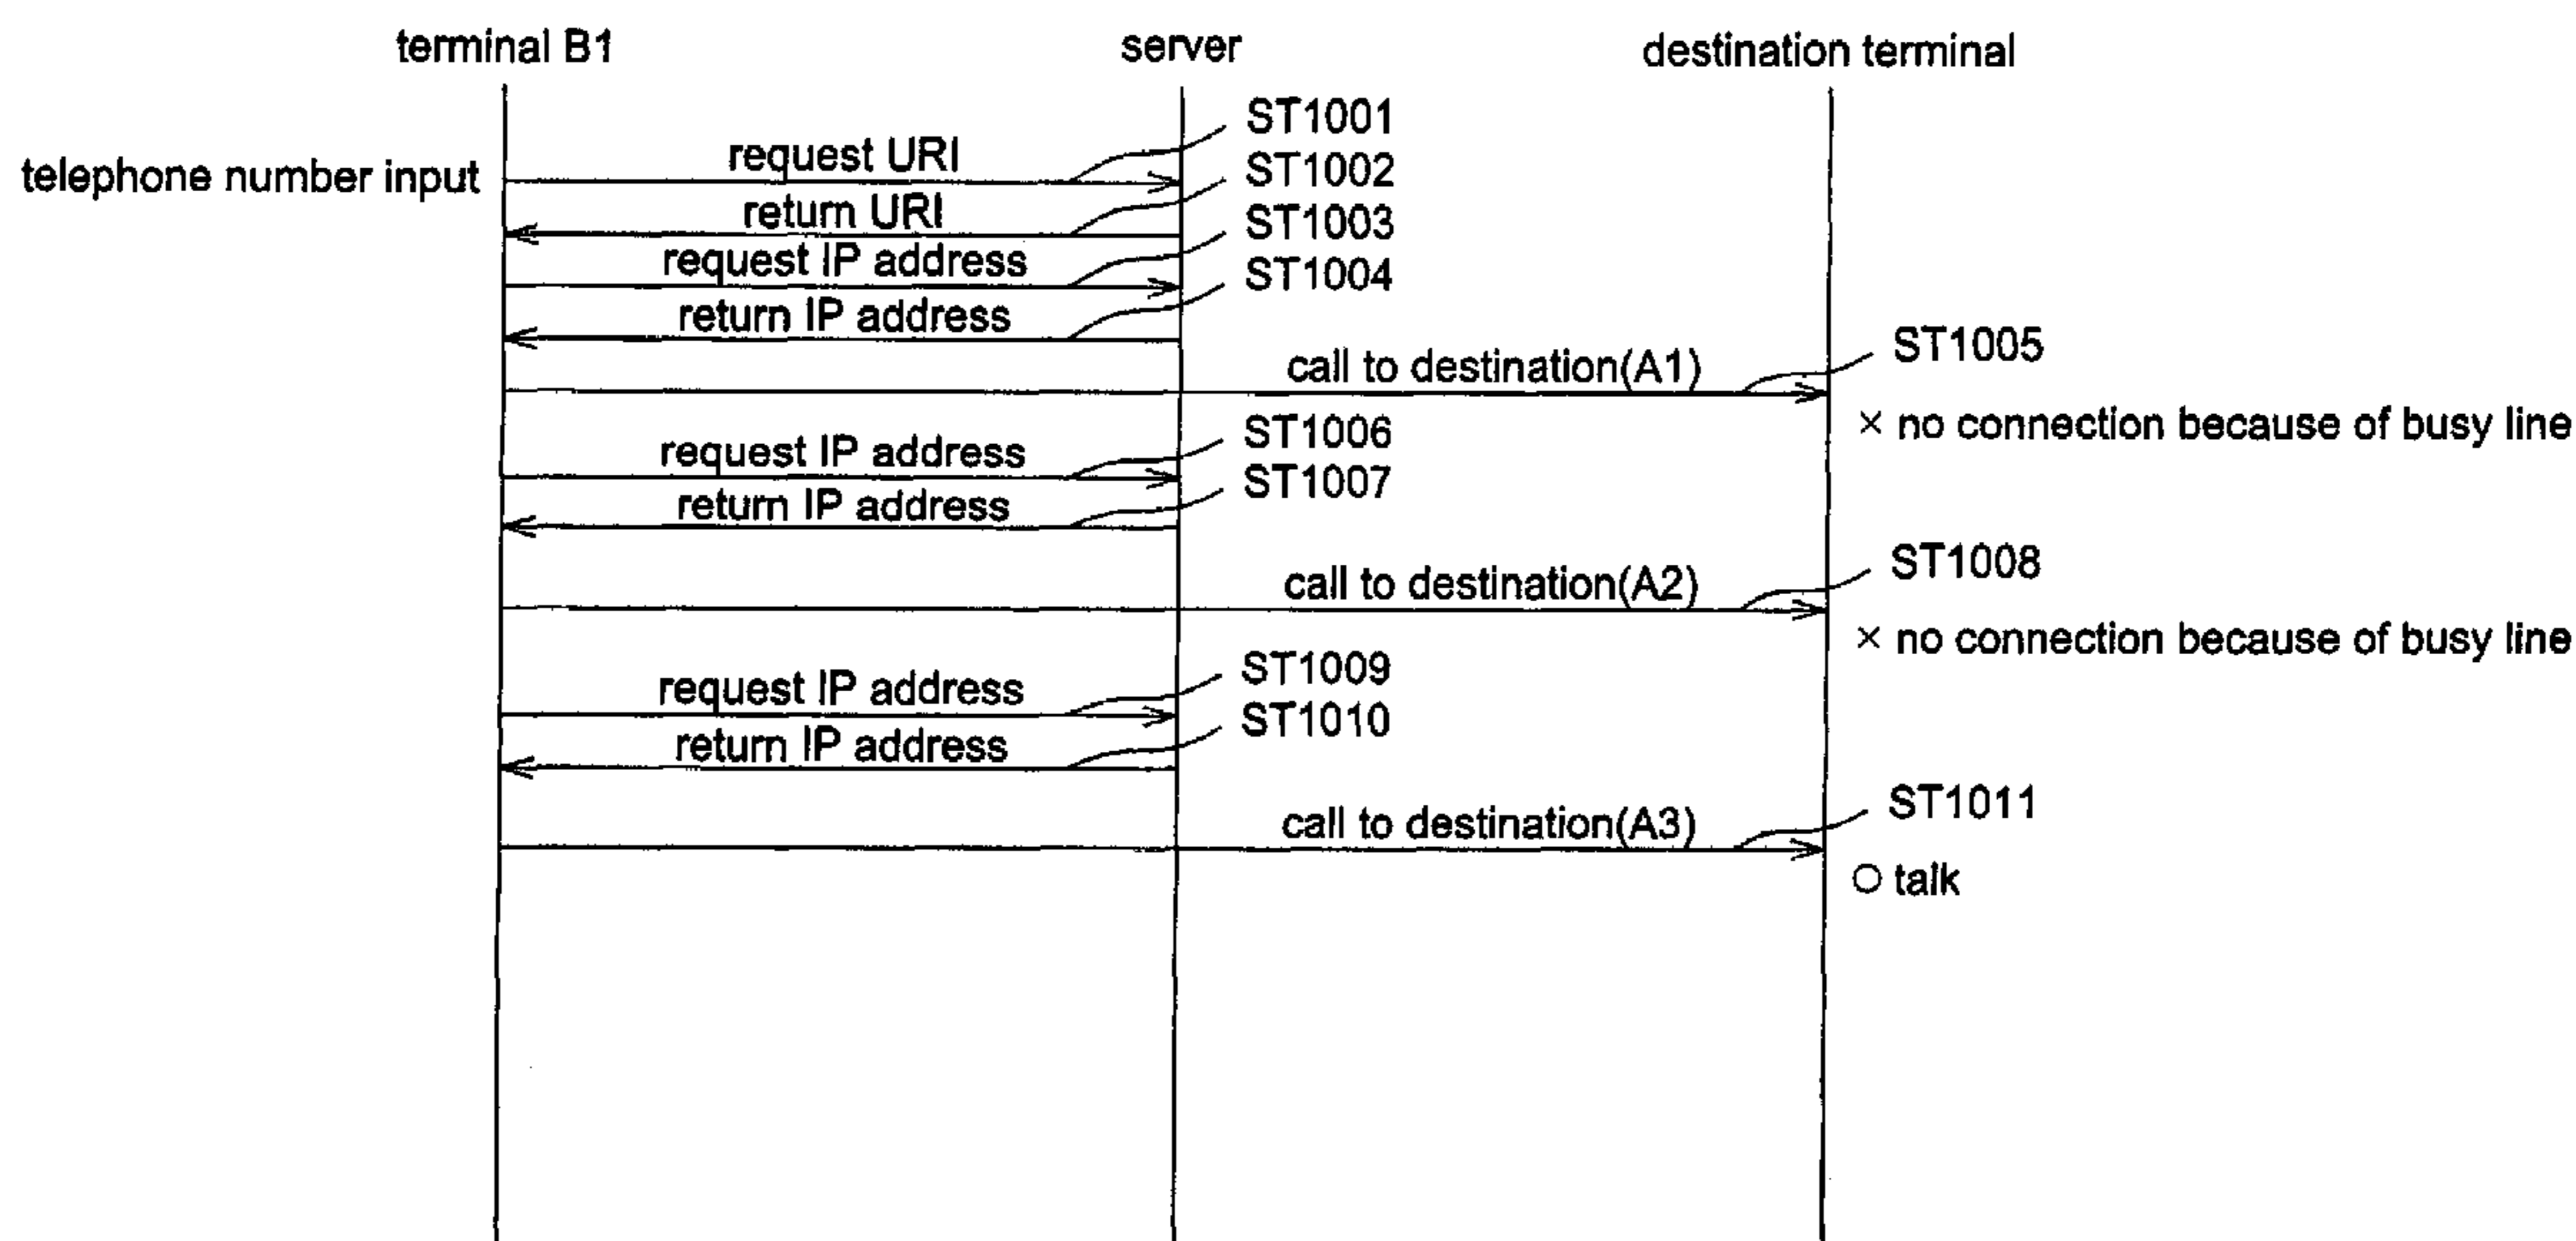 terminal B1
server
destination terminal
telephone number input
request URI
ST1001
return URI
ST1002
request IP address
ST1003
return IP address
ST1004
call to destination(A1)
ST1005
× no connection because of busy line
request IP address
ST1006
return IP address
ST1007
call to destination(A2)
ST1008
× no connection because of busy line
request IP address
ST1009
return IP address
ST1010
call to destination(A3)
ST1011
○ talk